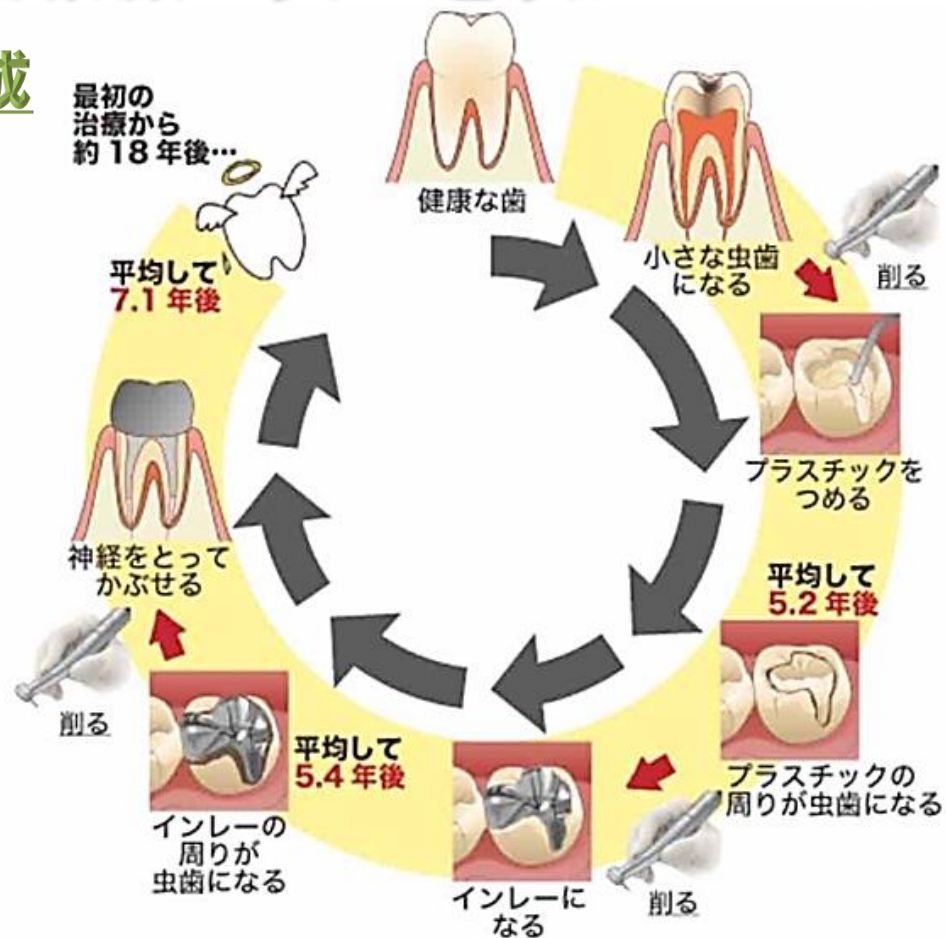 成
最初の
治療から
約18年後…
健康な歯
小さな虫歯
になる
削る
プラスチックを
つめる
平均して
5.2年後
プラスチックの
周りが虫歯になる
削る
インレーに
なる
平均して
5.4年後
インレーの
周りが
虫歯になる
削る
神経をとって
かぶせる
平均して
7.1年後